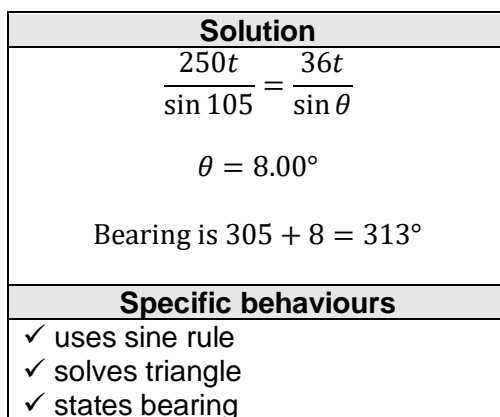 Solution
250t / sin 105 = 36t / sin θ
θ = 8.00°
Bearing is 305 + 8 = 313°
Specific behaviours
✓ uses sine rule
✓ solves triangle
✓ states bearing